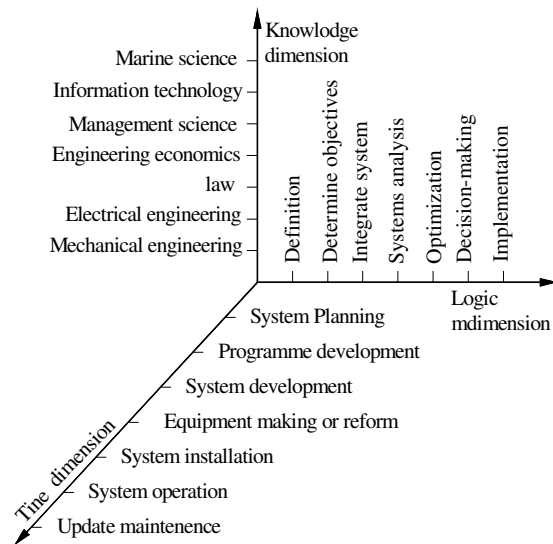 Knowlodge
dimension
Marine science
Information technology
Management science
Engineering economics
law
Electrical engineering
Mechanical engineering
Definition
Determine objectives
Integrate system
Systems analysis
Optimization
Decision-making
Implementation
Logic
mdimension
System Planning
Programme development
System development
Equipment making or reform
System installation
System operation
Update maintenence
Tine dimension